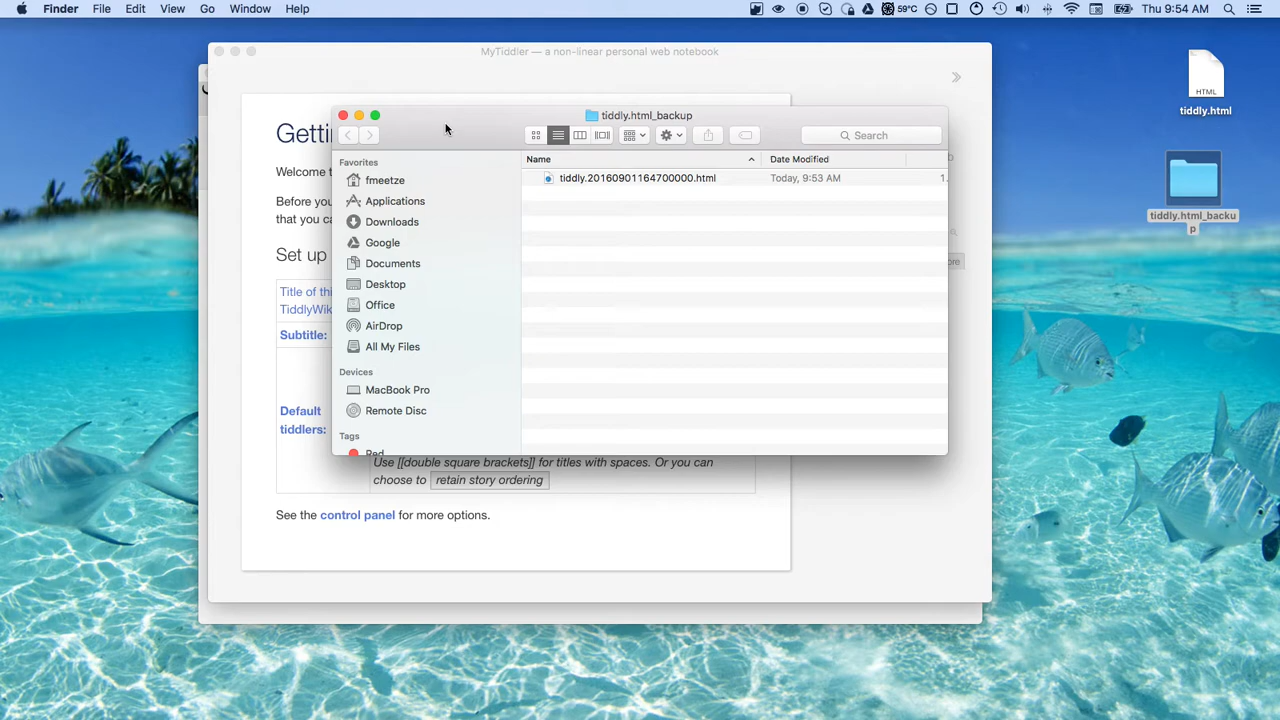 Finder File Edit View Go Window Help 59°C Thu 9:54 AM
MyTiddler — a non-linear personal web notebook
HTML
tiddly.html
tiddly.html_backu
p
tiddly.html_backup
Search
Favorites
fmeetze
Applications
Downloads
Google
Documents
Desktop
Office
AirDrop
All My Files
Devices
MacBook Pro
Remote Disc
Tags
Red
Name Date Modified
tiddly.20160901164700000.html Today, 9:53 AM 1.
Getti
Welcome t
Before you
that you ca
Set up
Title of thi
TiddlyWik
Subtitle:
Default
tiddlers:
Use [[double square brackets]] for titles with spaces. Or you can
choose to retain story ordering
See the control panel for more options.
ore